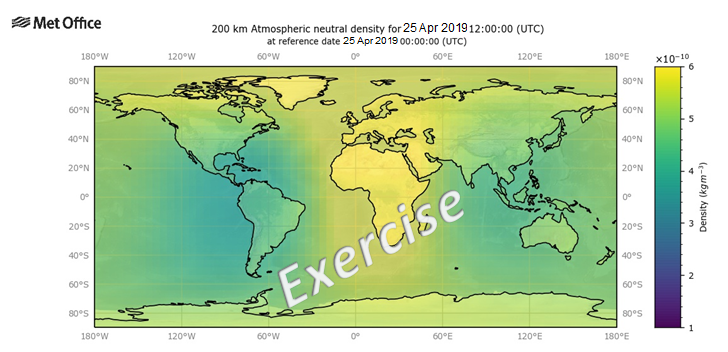 Met Office
200 km Atmospheric neutral density for 25 Apr 2019 12:00:00 (UTC)
at reference date 25 Apr 2019 00:00:00 (UTC)
180°W 120°W 60°W 0° 60°E 120°E 180°E
×10⁻¹⁰
80°N 80°N 6
60°N 60°N
40°N 40°N 5
20°N 20°N
4
0° 0°
Density (kg m⁻³)
20°S 20°S 3
40°S 40°S
Exercise
60°S 60°S 2
80°S 80°S
1
180°W 120°W 60°W 0° 60°E 120°E 180°E